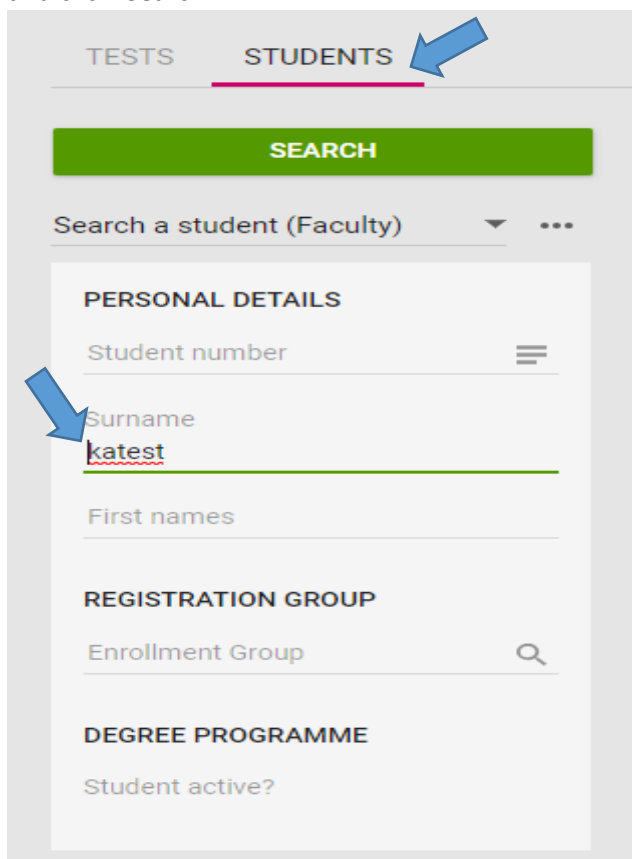 TESTS STUDENTS
SEARCH
Search a student (Faculty)
PERSONAL DETAILS
Student number
Surname
katest
First names
REGISTRATION GROUP
Enrollment Group
DEGREE PROGRAMME
Student active?